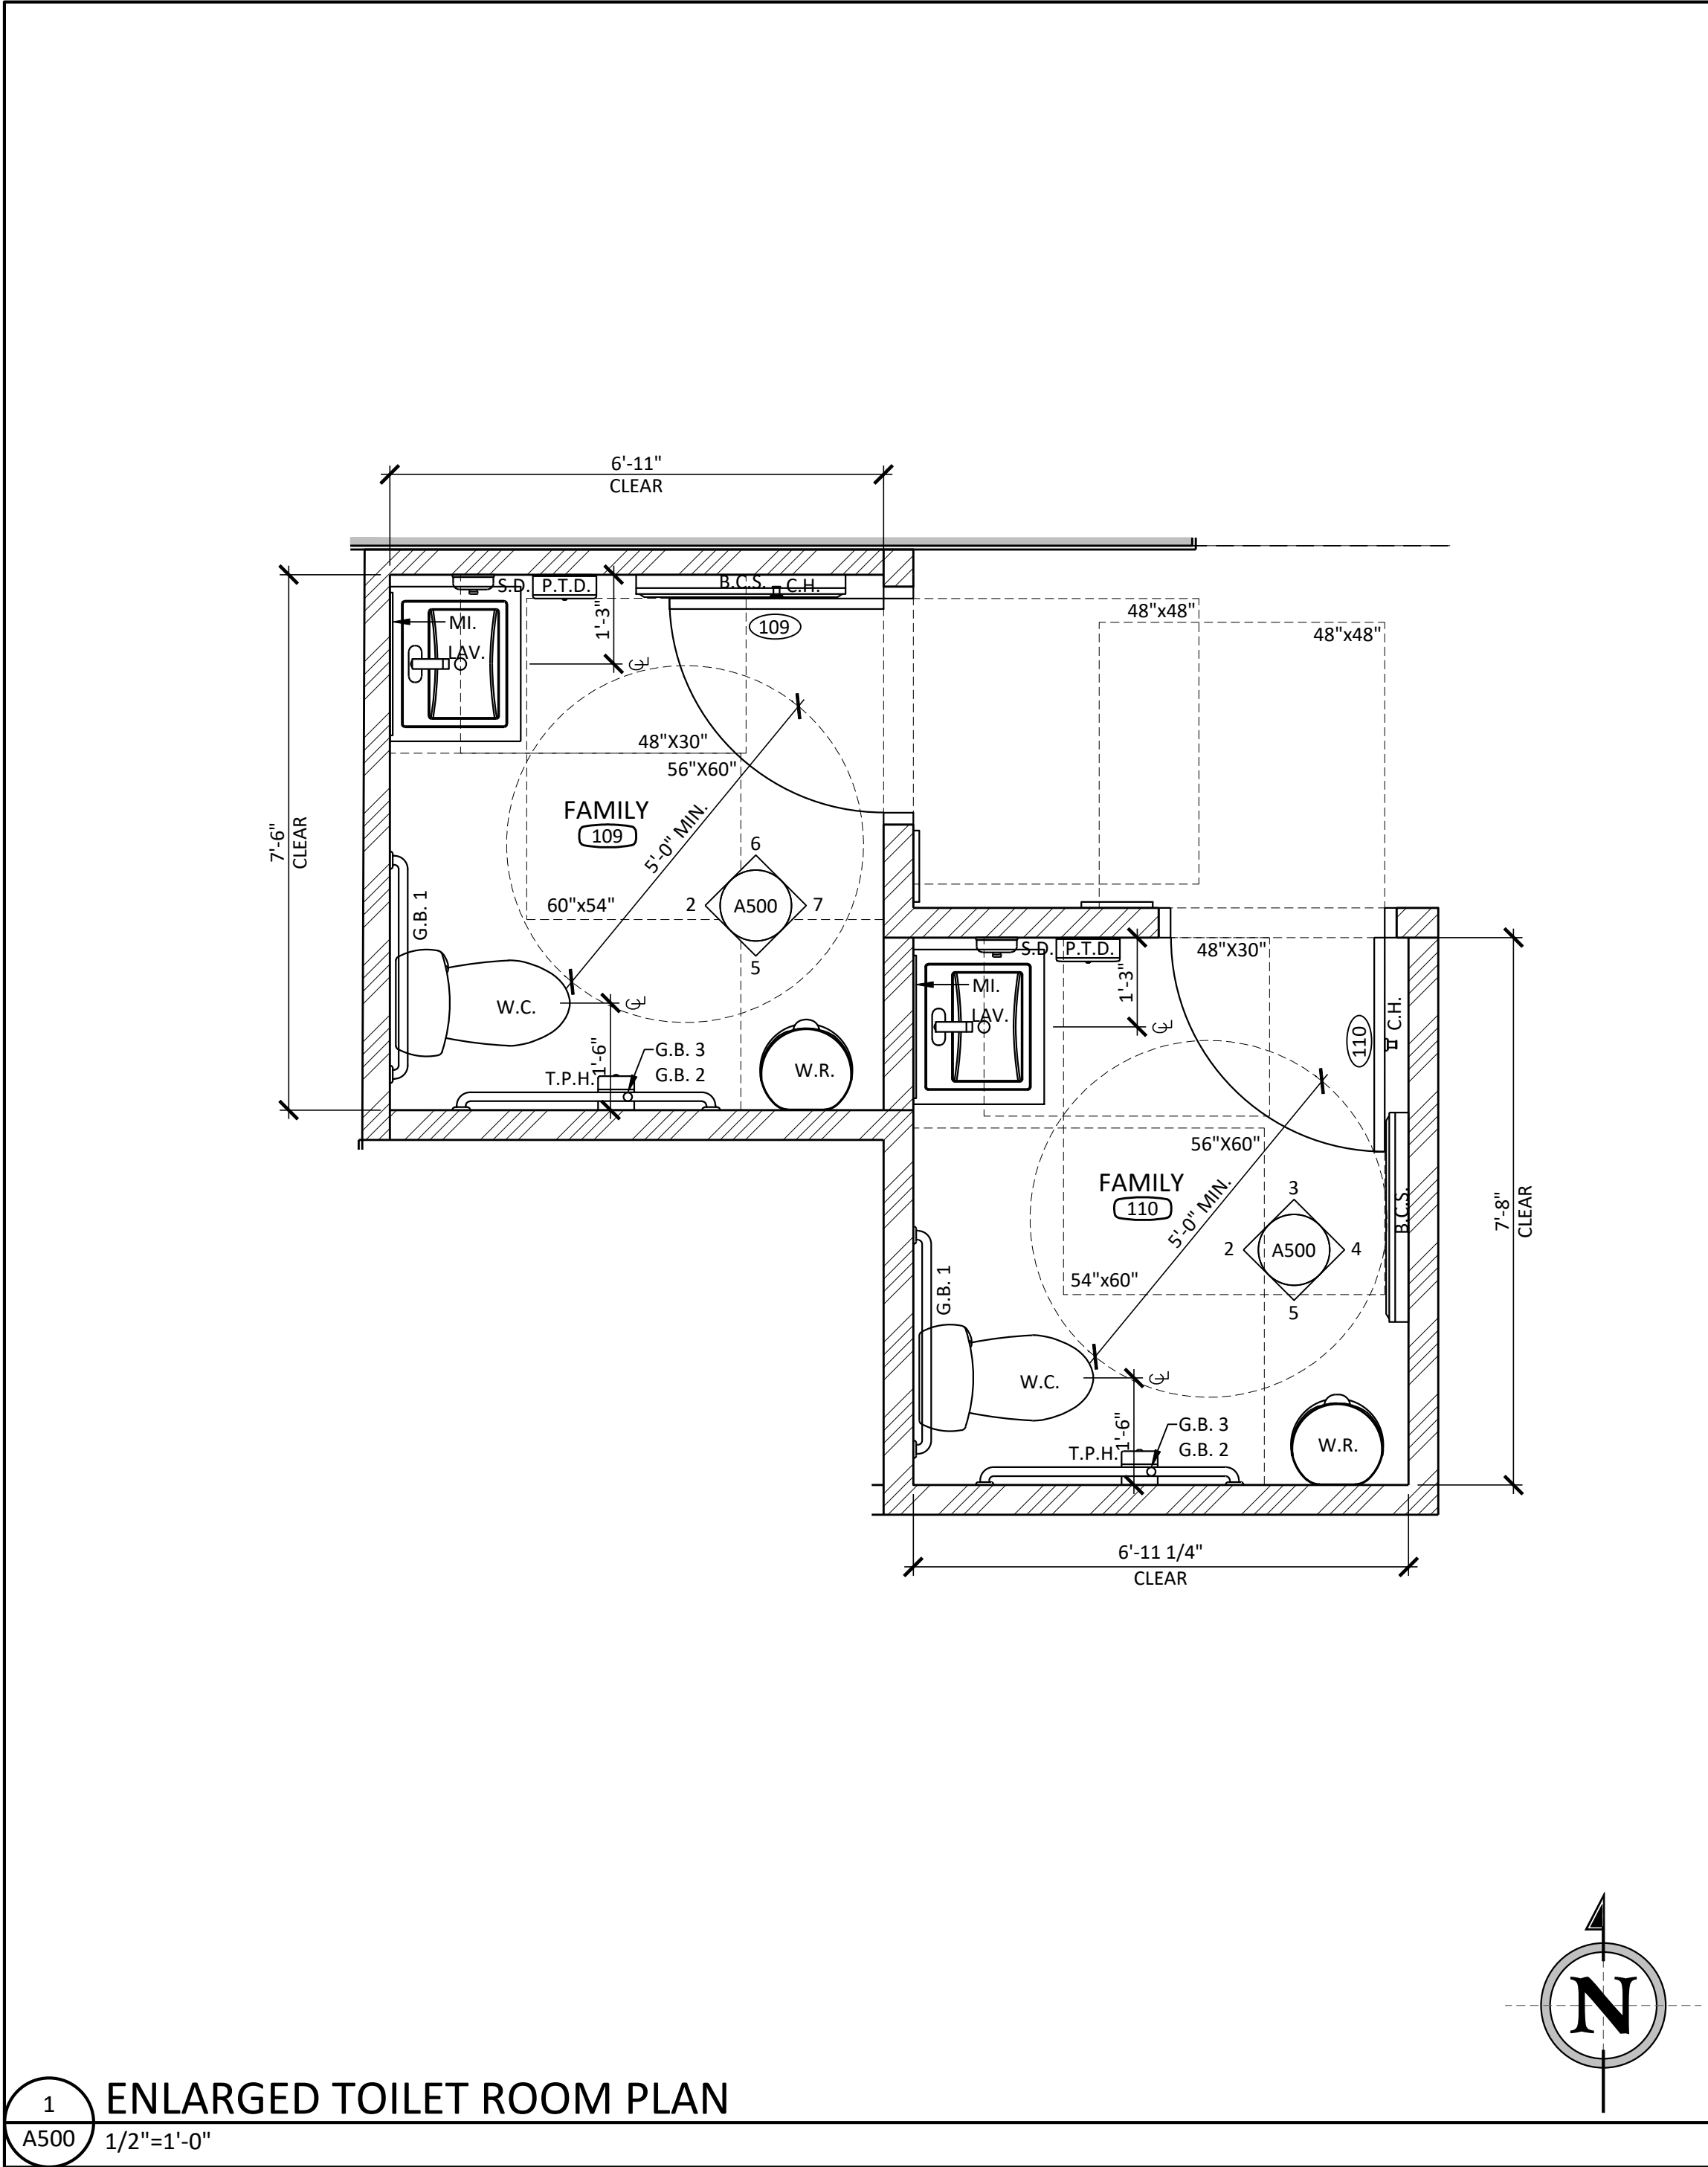 6'-11"
CLEAR
S.D. P.T.D. B.C.S. C.H.
1'-3"
109
48"x48"
48"x48"
MI.
LAV.
48"X30"
56"X60"
7'-6"
CLEAR
FAMILY
109
5'-0" MIN.
6
2 A500 7
5
60"x54"
G.B. 1
W.C.
1'-6"
G.B. 3
T.P.H. G.B. 2
W.R.
S.D. P.T.D.
48"X30"
1'-3"
MI.
LAV.
C.H.
110
56"X60"
FAMILY
110
5'-0" MIN.
3
2 A500 4
5
B.C.S.
7'-8"
CLEAR
54"x60"
G.B. 1
W.C.
1'-6"
G.B. 3
T.P.H. G.B. 2
W.R.
6'-11 1/4"
CLEAR
N
1
ENLARGED TOILET ROOM PLAN
A500
1/2"=1'-0"